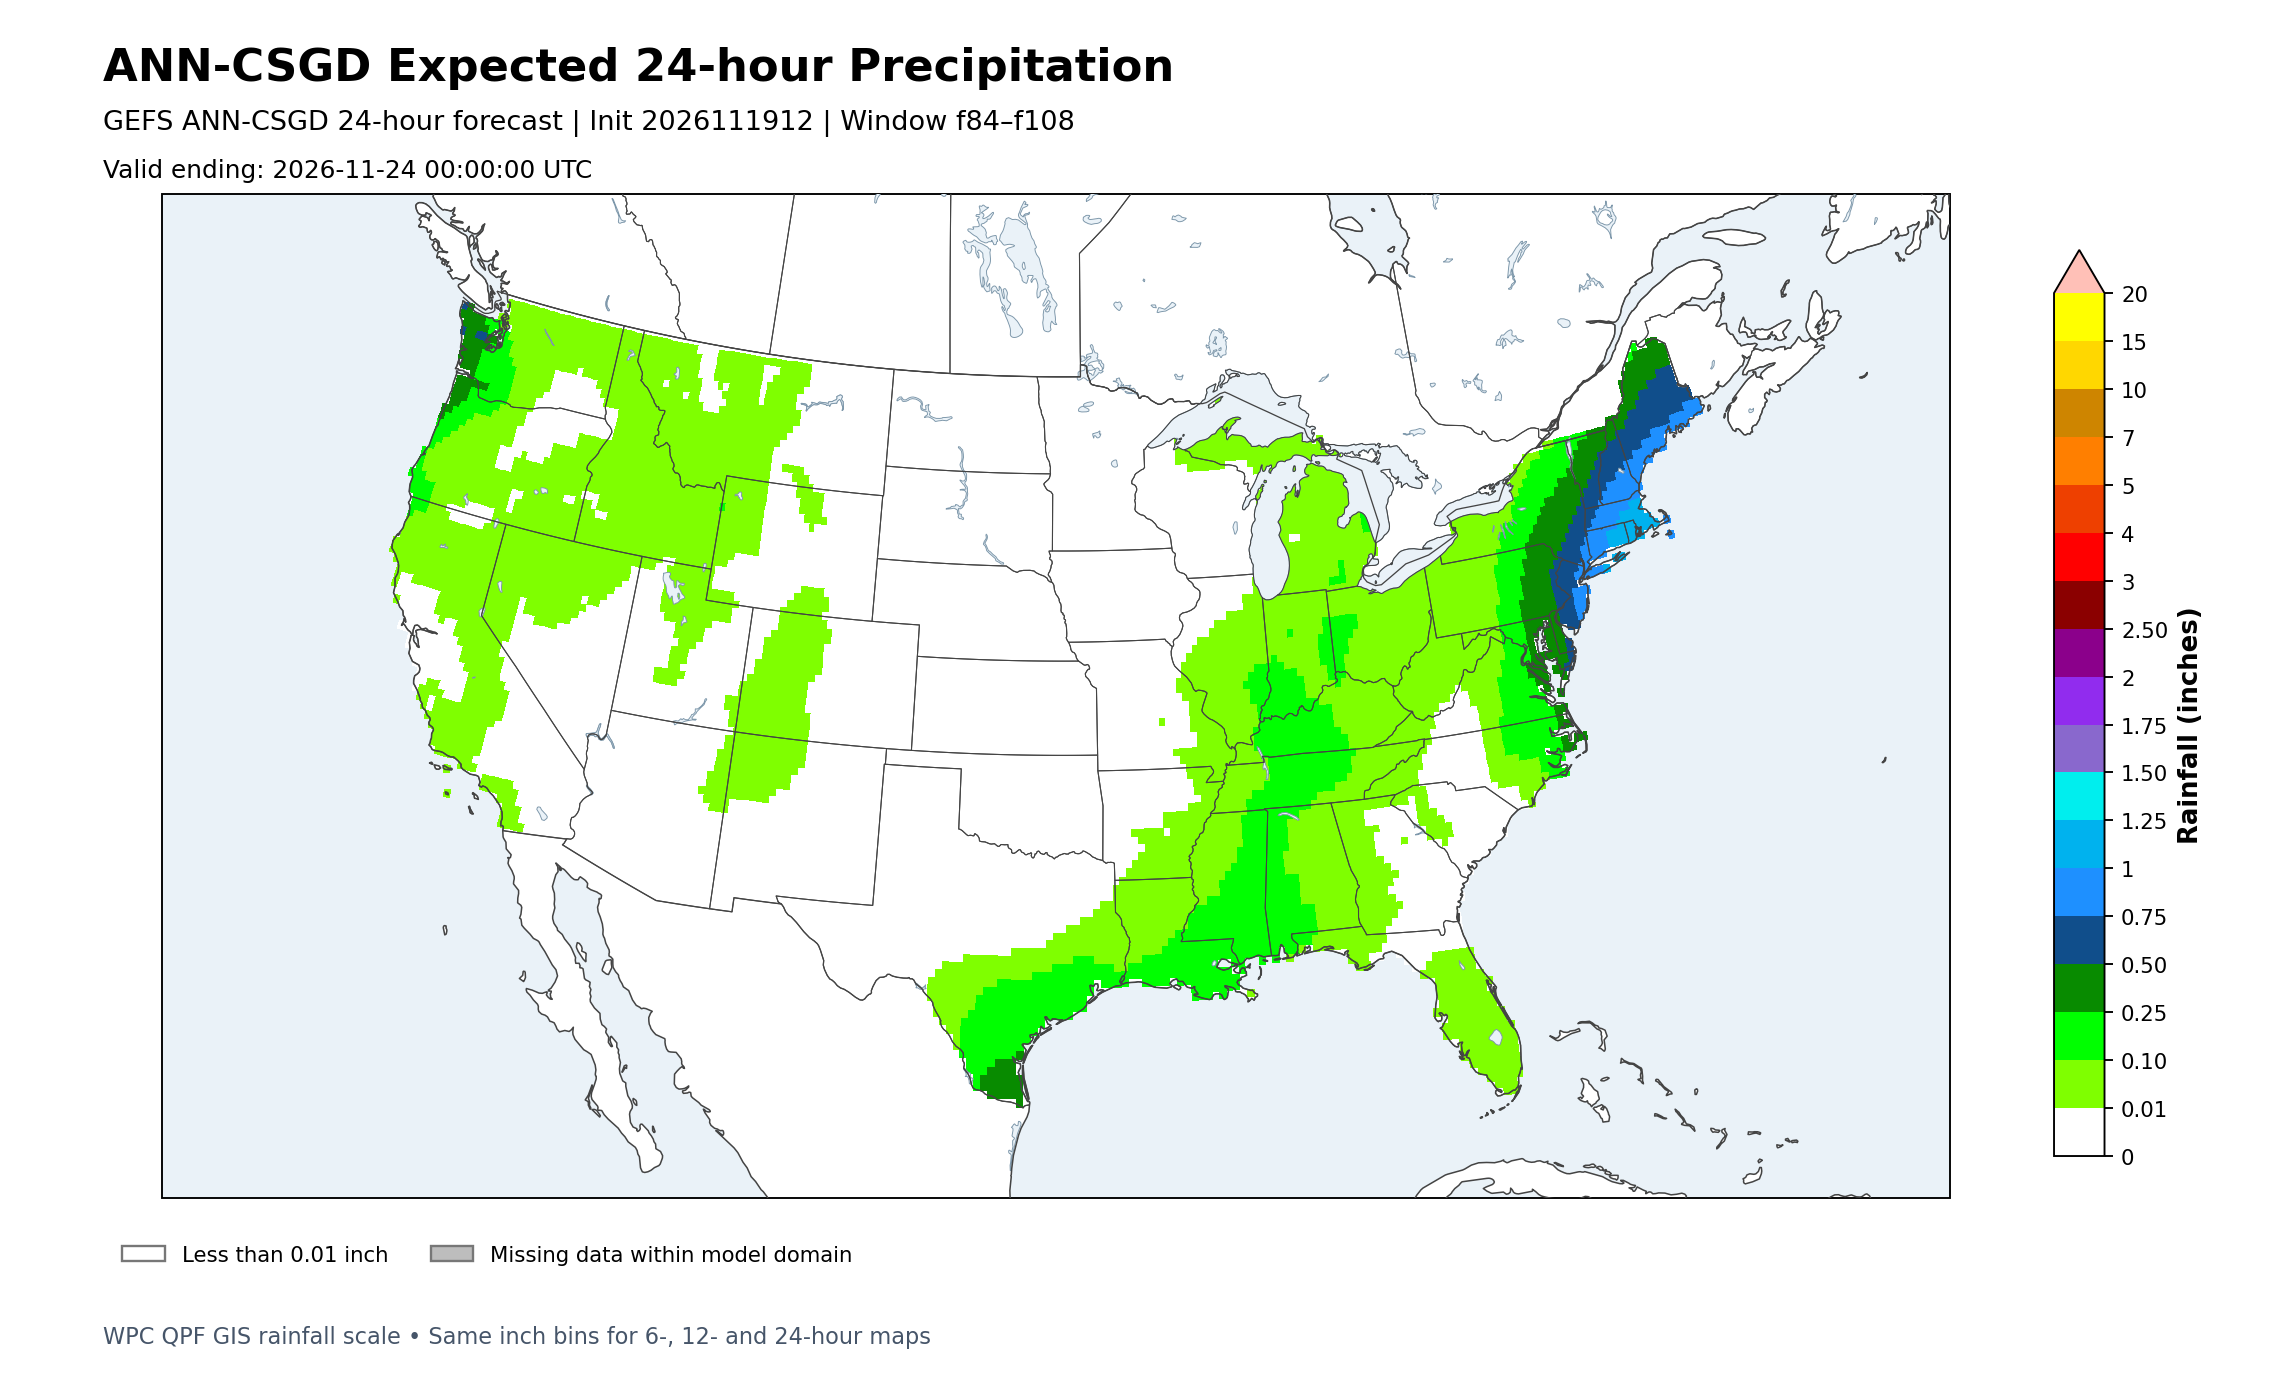 ANN-CSGD Expected 24-hour Precipitation
GEFS ANN-CSGD 24-hour forecast | Init 2026111912 | Window f84–f108
Valid ending: 2026-11-24 00:00:00 UTC
20
15
10
7
5
4
3
2.50
2
1.75
1.50
1.25
1
0.75
0.50
0.25
0.10
0.01
0
Rainfall (inches)
Less than 0.01 inch
Missing data within model domain
WPC QPF GIS rainfall scale • Same inch bins for 6-, 12- and 24-hour maps